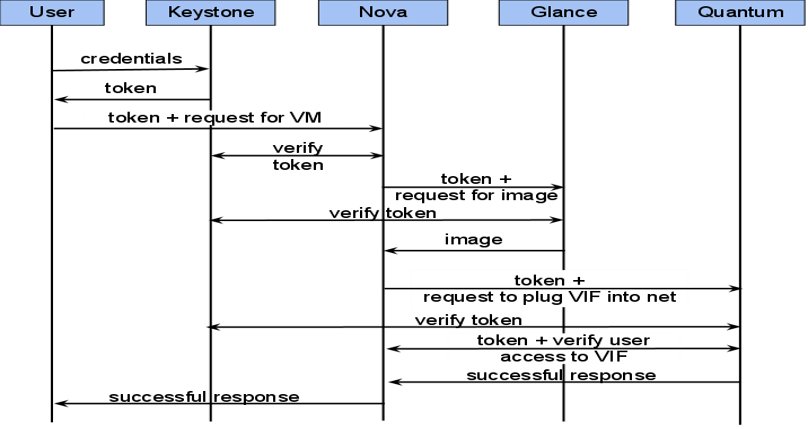 User Keystone Nova Glance Quantum
credentials
token
token + request for VM
verify
token
token +
request for image
verify token
image
token +
request to plug VIF into net
verify token
token + verify user
access to VIF
successful response
successful response